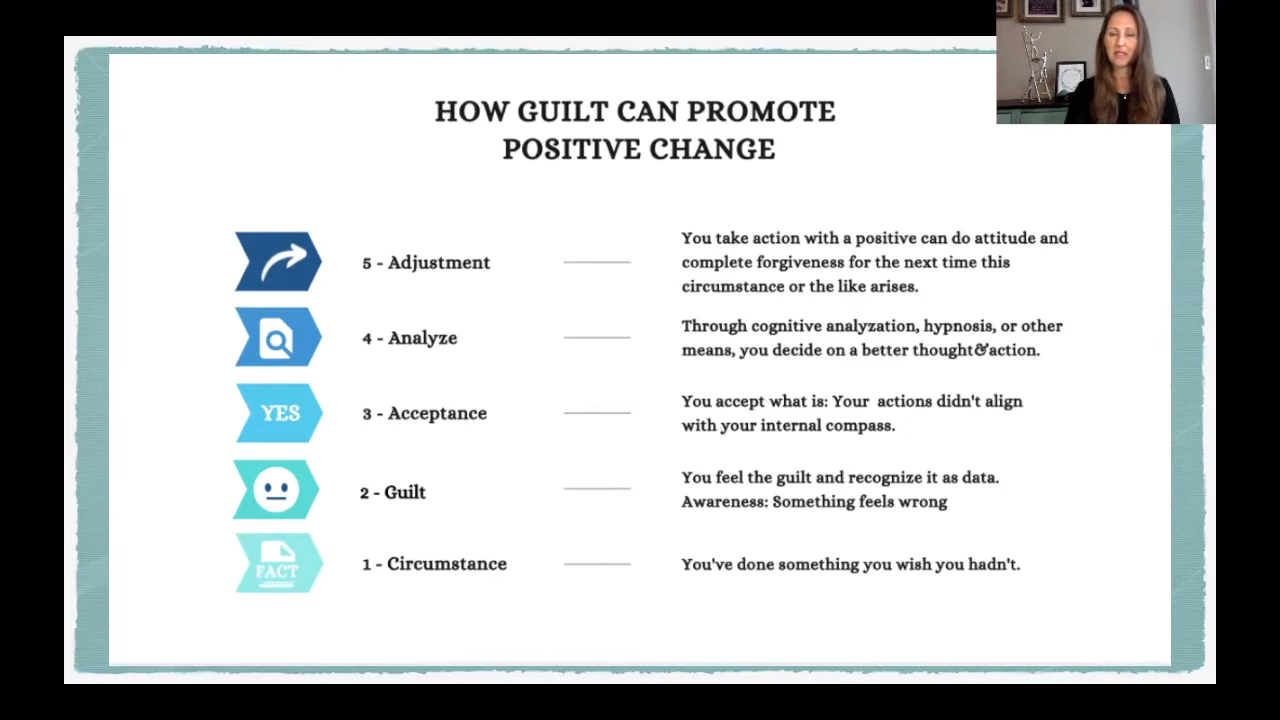 HOW GUILT CAN PROMOTE
POSITIVE CHANGE
5 - Adjustment
You take action with a positive can do attitude and
complete forgiveness for the next time this
circumstance or the like arises.
4 - Analyze
Through cognitive analyzation, hypnosis, or other
means, you decide on a better thought&action.
YES
3 - Acceptance
You accept what is: Your  actions didn't align
with your internal compass.
2 - Guilt
You feel the guilt and recognize it as data.
Awareness: Something feels wrong
FACT
1 - Circumstance
You've done something you wish you hadn't.